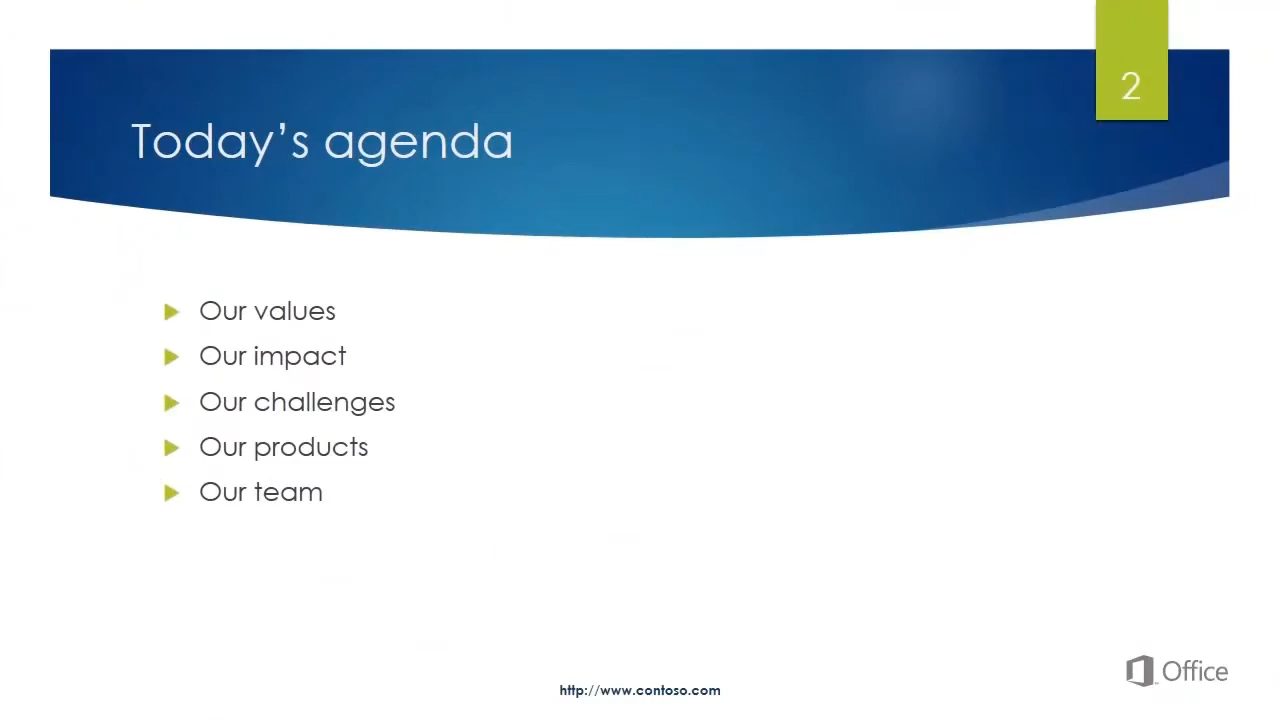 2
Today’s agenda
Our values
Our impact
Our challenges
Our products
Our team
http://www.contoso.com
Office